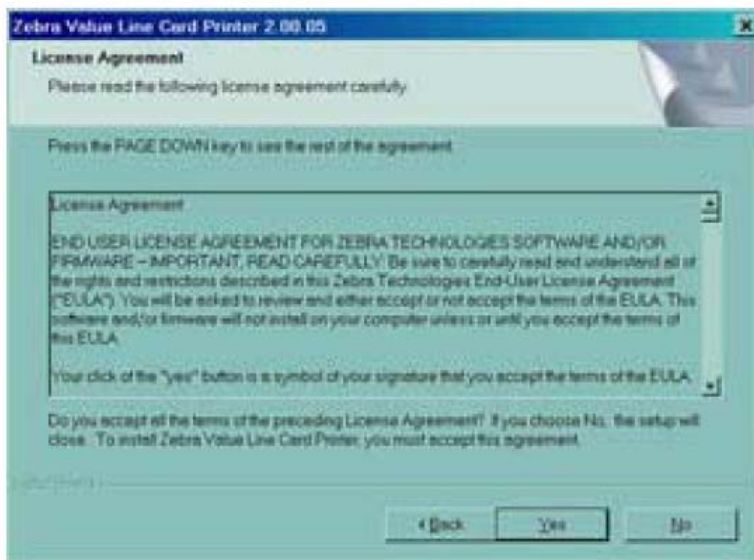 Zebra Value Line Card Printer 2.00.05
License Agreement
Please read the following license agreement carefully.
Press the PAGE DOWN key to see the rest of the agreement.
License Agreement
END USER LICENSE AGREEMENT FOR ZEBRA TECHNOLOGIES SOFTWARE AND/OR
FIRMWARE – IMPORTANT, READ CAREFULLY: Be sure to carefully read and understand all of
the rights and restrictions described in this Zebra Technologies End-User License Agreement
("EULA"). You will be asked to review and either accept or not accept the terms of the EULA. This
software and/or firmware will not install on your computer unless or until you accept the terms of
this EULA.
Your click of the "yes" button is a symbol of your signature that you accept the terms of the EULA.
Do you accept all the terms of the preceding License Agreement? If you choose No, the setup will
close. To install Zebra Value Line Card Printer, you must accept this agreement.
< Back
Yes
No